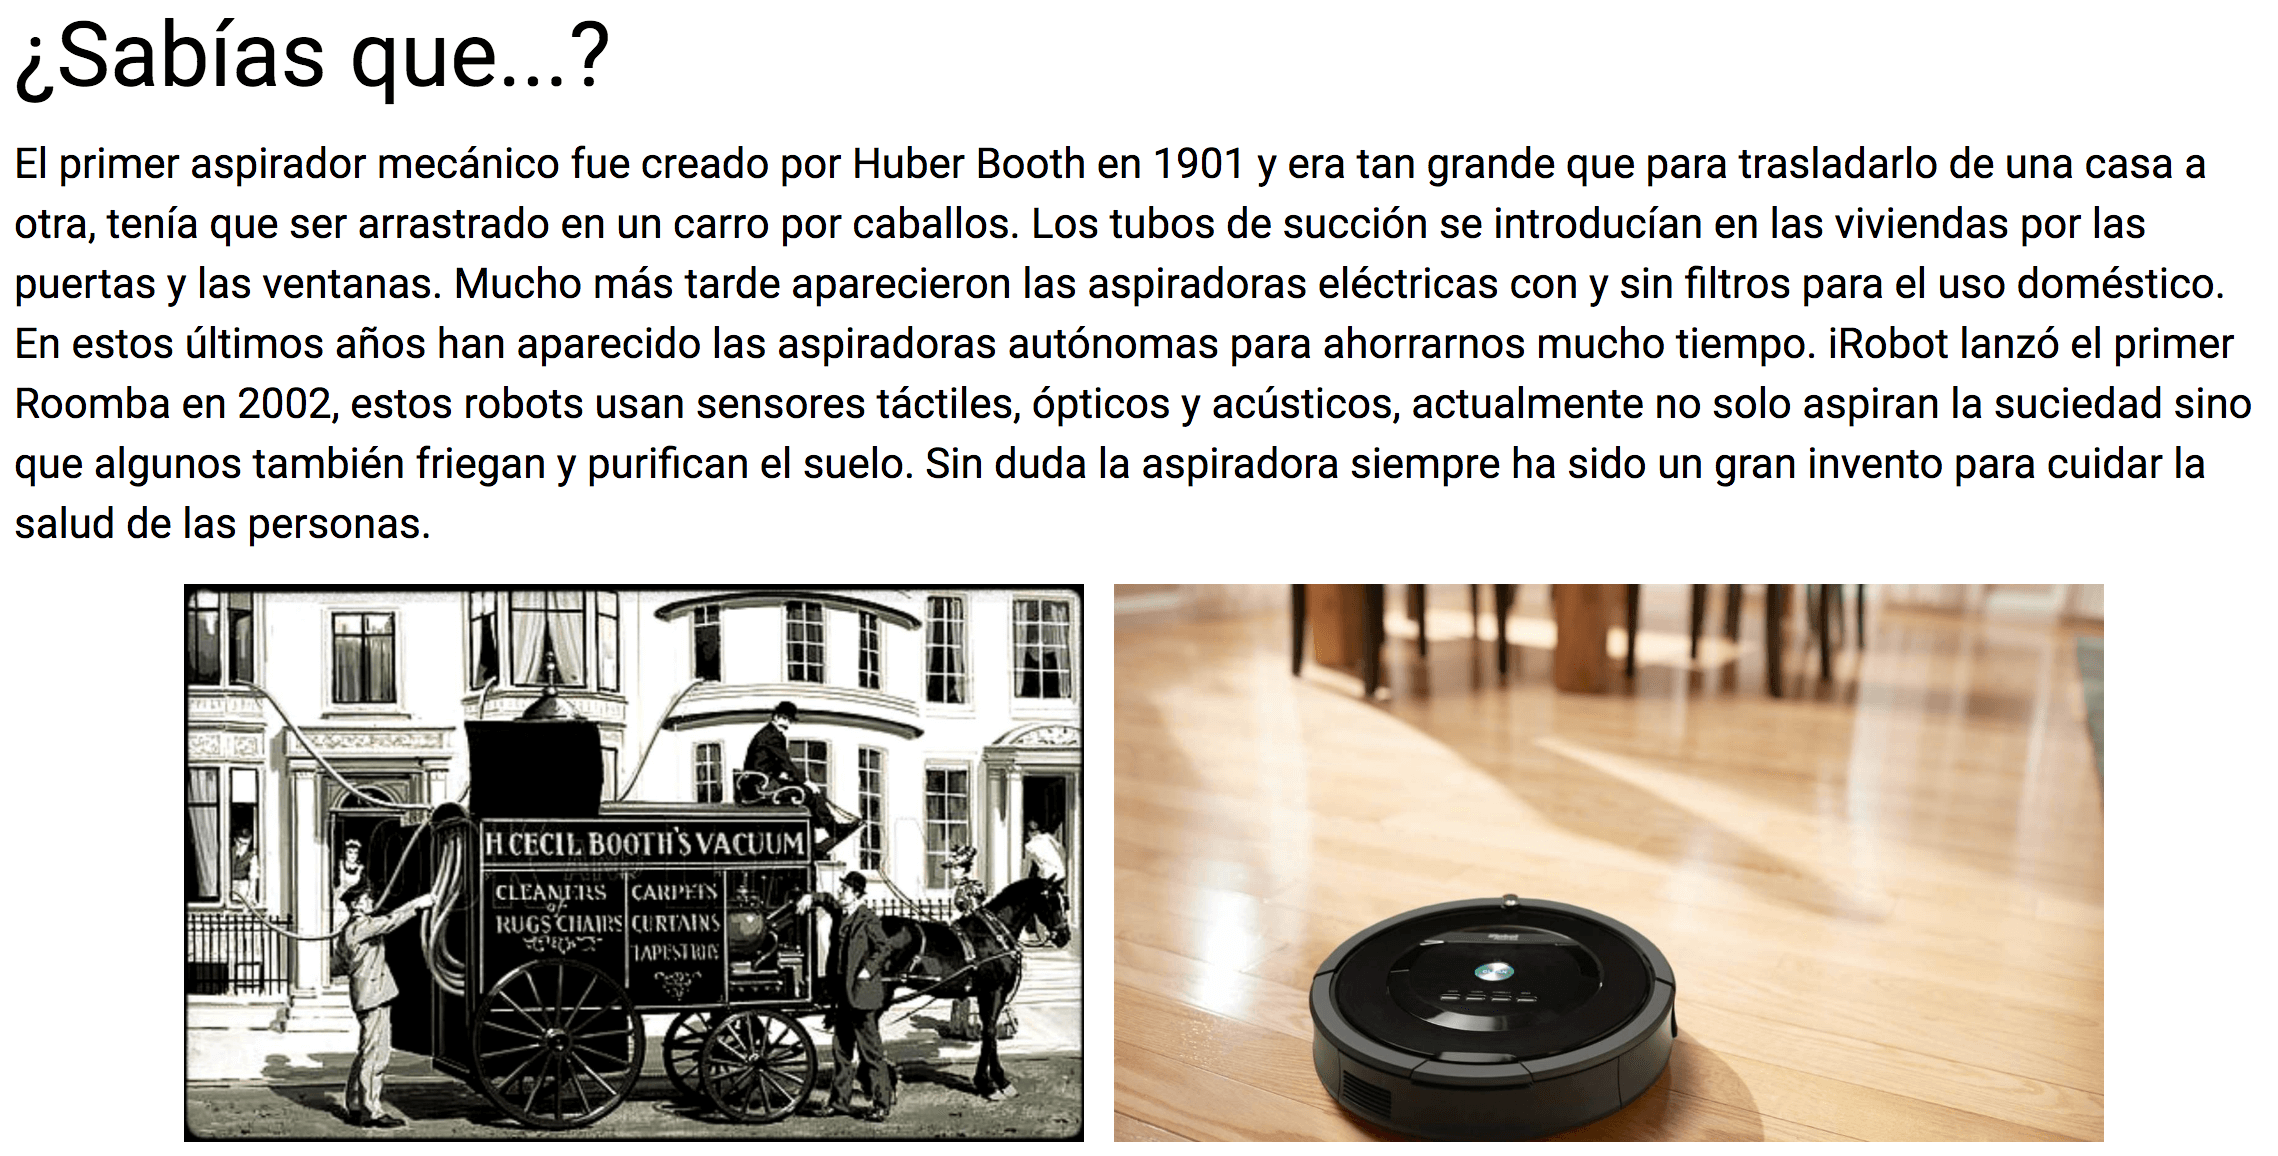 ¿Sabías que...?
El primer aspirador mecánico fue creado por Huber Booth en 1901 y era tan grande que para trasladarlo de una casa a
otra, tenía que ser arrastrado en un carro por caballos. Los tubos de succión se introducían en las viviendas por las
puertas y las ventanas. Mucho más tarde aparecieron las aspiradoras eléctricas con y sin filtros para el uso doméstico.
En estos últimos años han aparecido las aspiradoras autónomas para ahorrarnos mucho tiempo. iRobot lanzó el primer
Roomba en 2002, estos robots usan sensores táctiles, ópticos y acústicos, actualmente no solo aspiran la suciedad sino
que algunos también friegan y purifican el suelo. Sin duda la aspiradora siempre ha sido un gran invento para cuidar la
salud de las personas.
H CECIL BOOTH'S VACUUM
CLEANERS
of
RUGS CHAIRS
CARPETS
CURTAINS